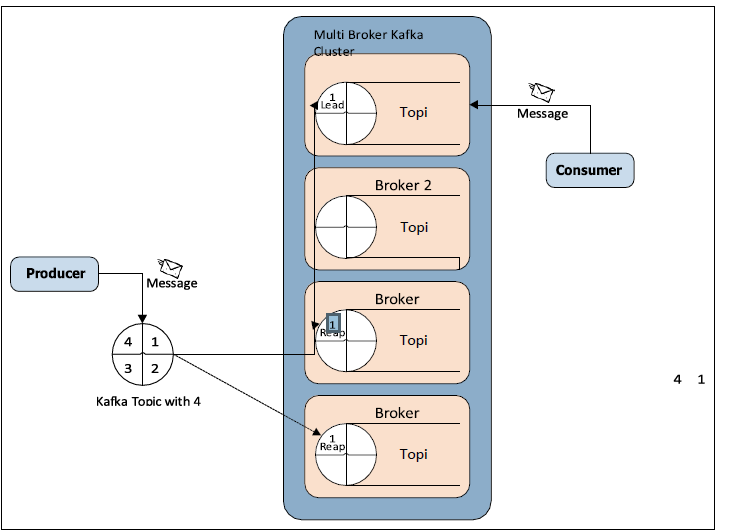 Multi Broker Kafka
Cluster
1
Lead
Topi
Message
Consumer
Broker 2
Topi
Producer
Message
Broker
1
Reap
Topi
4 1
3 2
Kafka Topic with 4
4 1
Broker
1
Reap
Topi